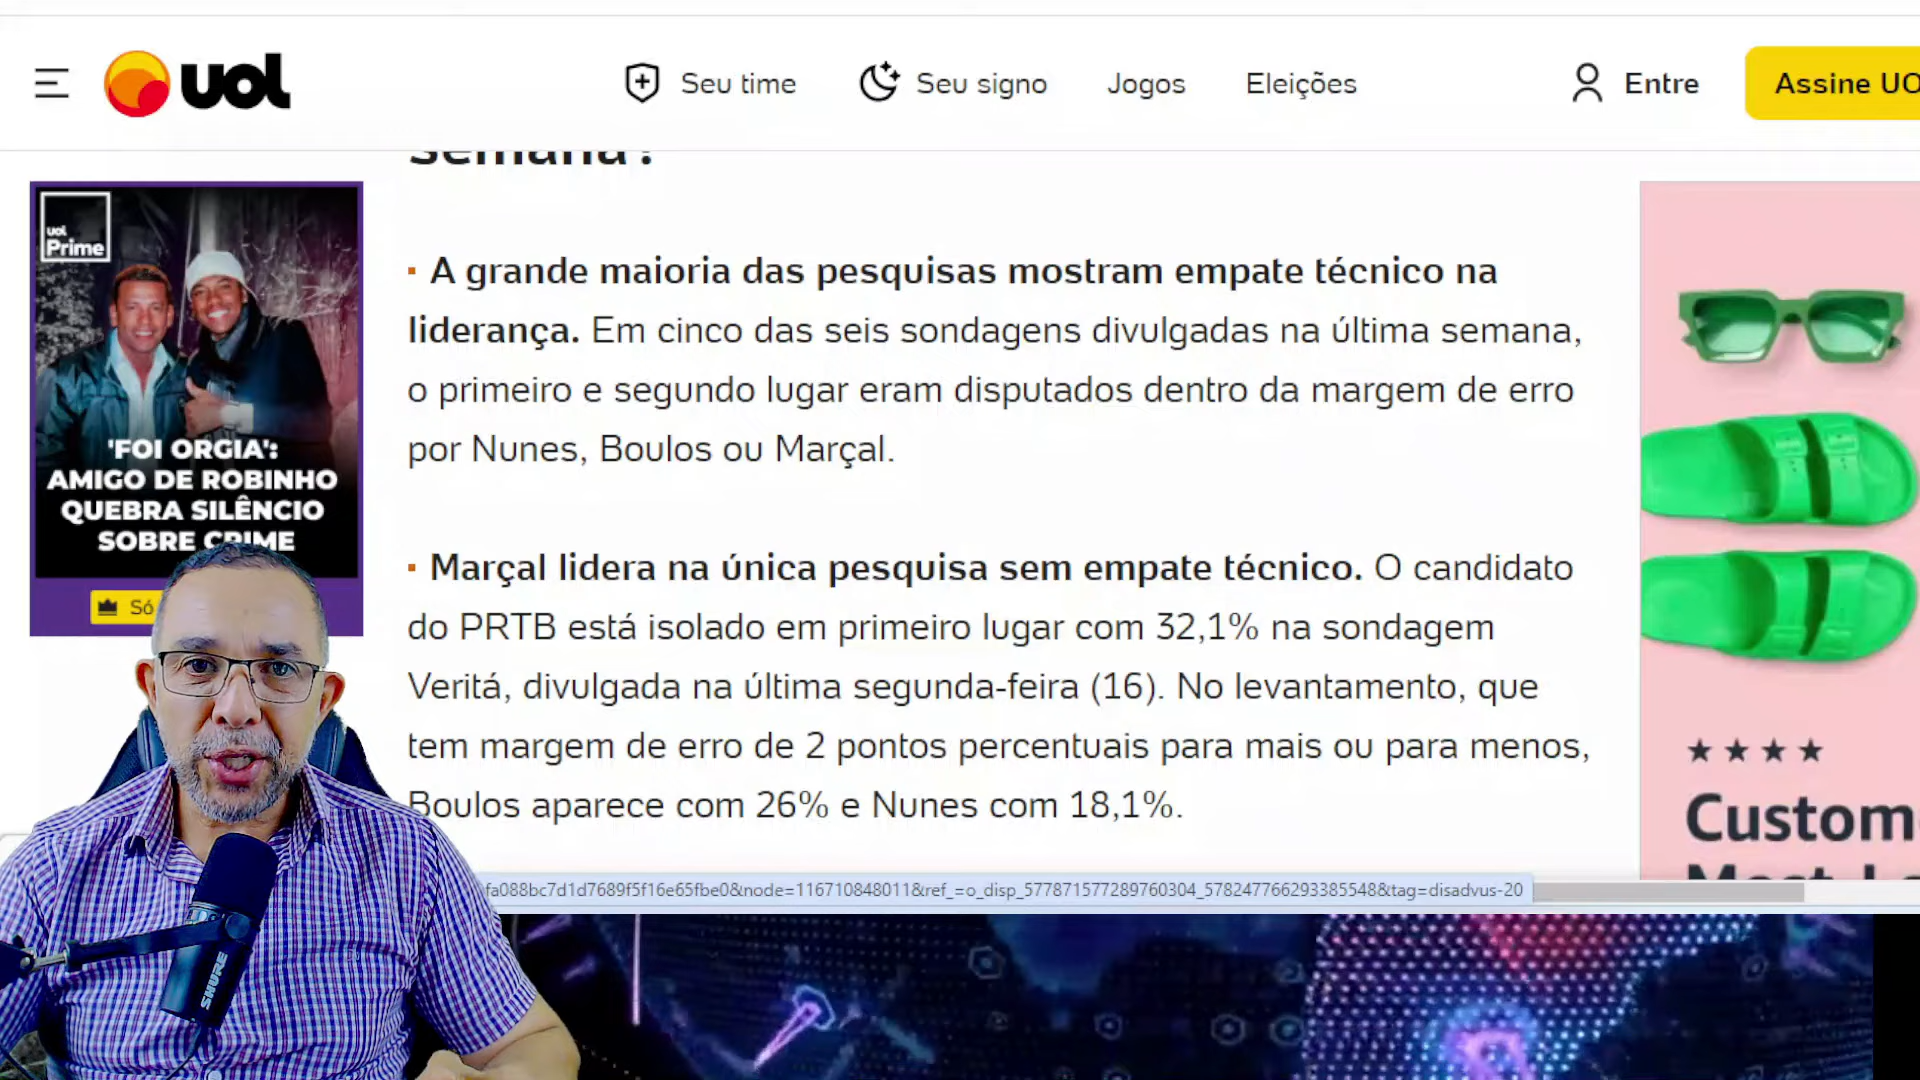 uol
Seu time
Seu signo
Jogos
Eleições
Entre
Assine UO
semana?
uol
Prime
'FOI ORGIA':
AMIGO DE ROBINHO
QUEBRA SILÊNCIO
SOBRE CRIME
Só
▪ A grande maioria das pesquisas mostram empate técnico na
liderança. Em cinco das seis sondagens divulgadas na última semana,
o primeiro e segundo lugar eram disputados dentro da margem de erro
por Nunes, Boulos ou Marçal.
▪ Marçal lidera na única pesquisa sem empate técnico. O candidato
do PRTB está isolado em primeiro lugar com 32,1% na sondagem
Veritá, divulgada na última segunda-feira (16). No levantamento, que
tem margem de erro de 2 pontos percentuais para mais ou para menos,
Boulos aparece com 26% e Nunes com 18,1%.
★ ★ ★ ★
Custom
fa088bc7d1d7689f5f16e65fbe0&node=116710848011&ref_=o_disp_577871577289760304_578247766293385548&tag=disadvus-20
SHURE